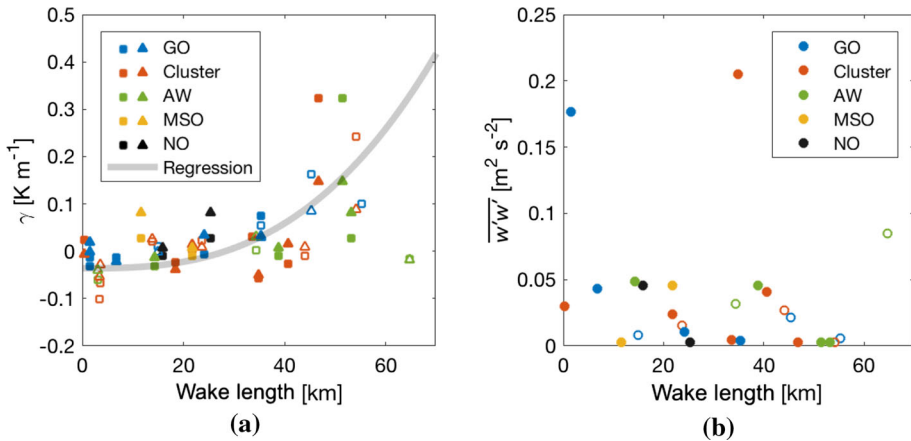 (a)
0.5
0.4
0.3
0.2
0.1
0
-0.1
-0.2
γ [K m⁻¹]
GO
Cluster
AW
MSO
NO
Regression
0 20 40 60
Wake length [km]
(a)
b)
0.25
0.2
0.15
0.1
0.05
0
w'w' [m² s⁻²]
GO
Cluster
AW
MSO
NO
0 20 40 60
Wake length [km]
(b)